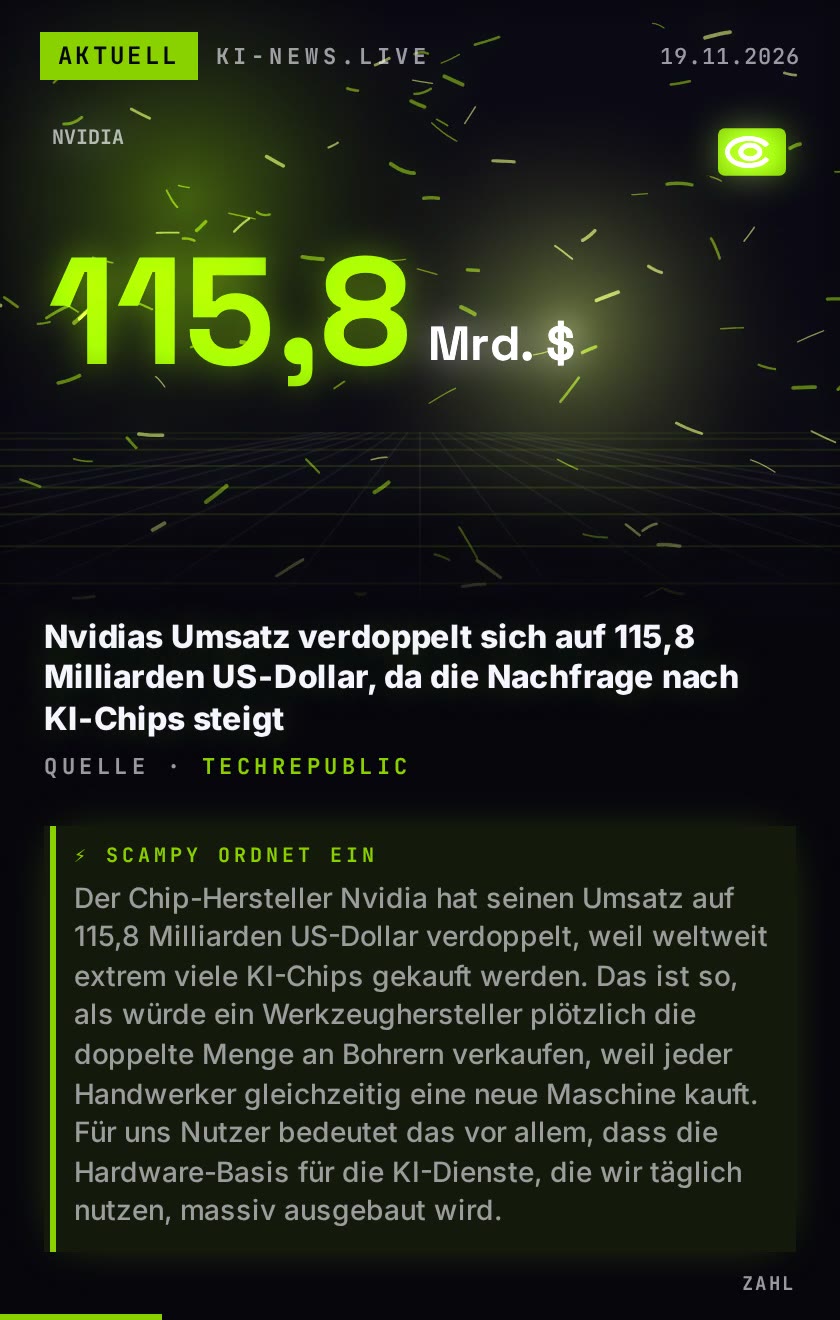 AKTUELL KI-NEWS.LIVE 19.11.2026
NVIDIA
115,8 Mrd. $
Nvidias Umsatz verdoppelt sich auf 115,8
Milliarden US-Dollar, da die Nachfrage nach
KI-Chips steigt
QUELLE · TECHREPUBLIC
⚡ SCAMPY ORDNET EIN
Der Chip-Hersteller Nvidia hat seinen Umsatz auf
115,8 Milliarden US-Dollar verdoppelt, weil weltweit
extrem viele KI-Chips gekauft werden. Das ist so,
als würde ein Werkzeughersteller plötzlich die
doppelte Menge an Bohrern verkaufen, weil jeder
Handwerker gleichzeitig eine neue Maschine kauft.
Für uns Nutzer bedeutet das vor allem, dass die
Hardware-Basis für die KI-Dienste, die wir täglich
nutzen, massiv ausgebaut wird.
ZAHL